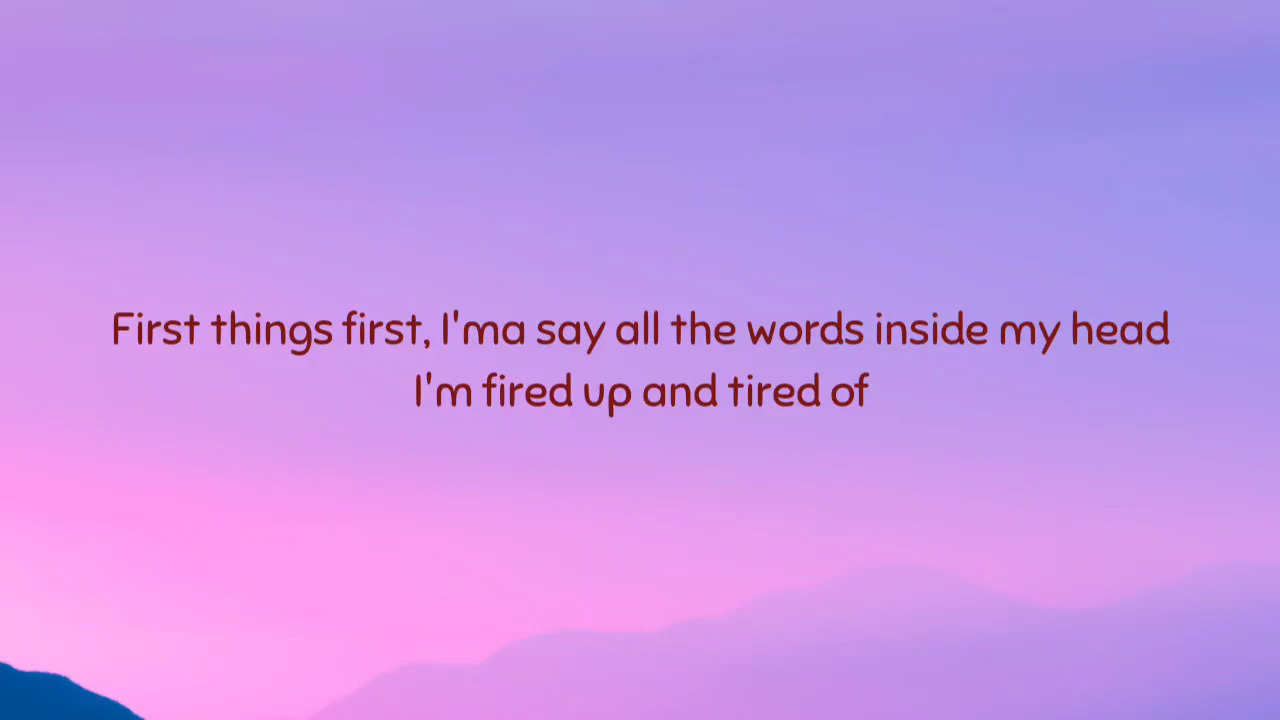 First things first, I'ma say all the words inside my head
I'm fired up and tired of